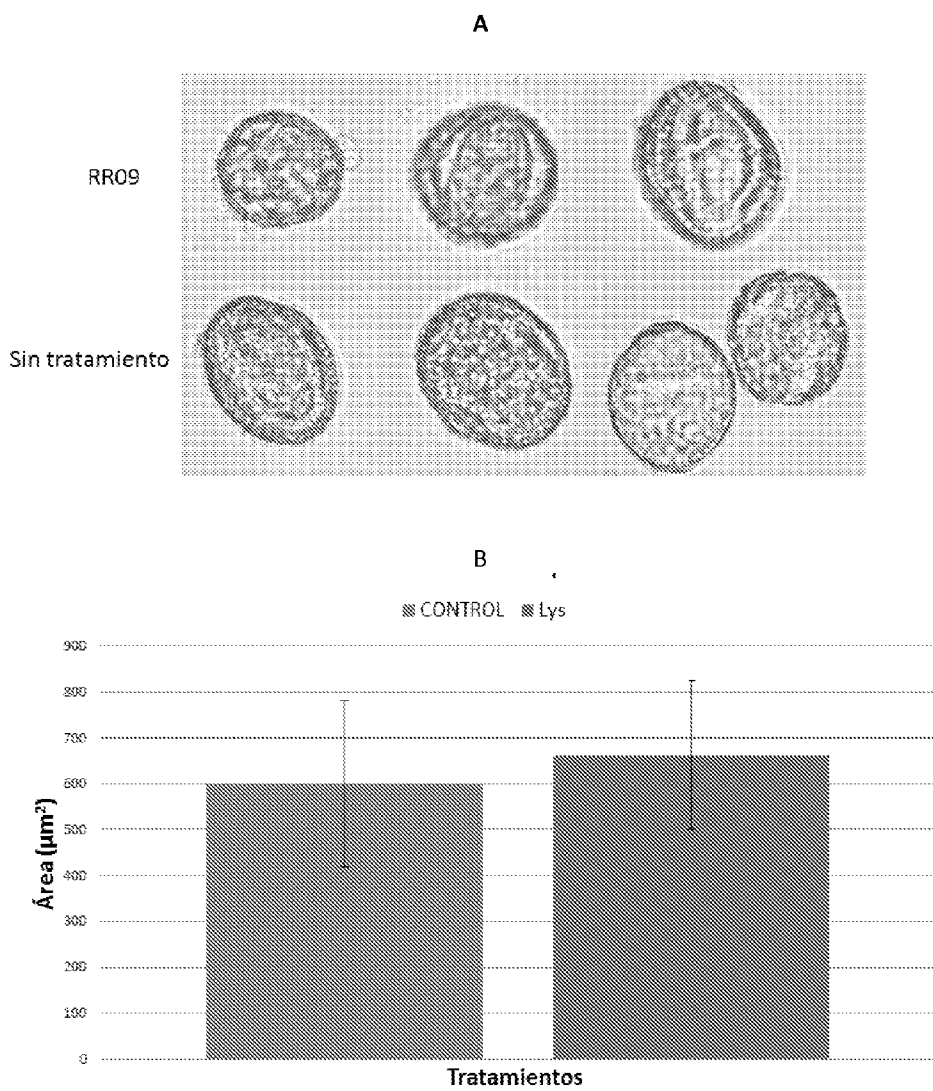 A
RR09
Sin tratamiento
B
CONTROL Lys
900
800
700
600
500
400
300
200
100
0
Área (µm²)
Tratamientos